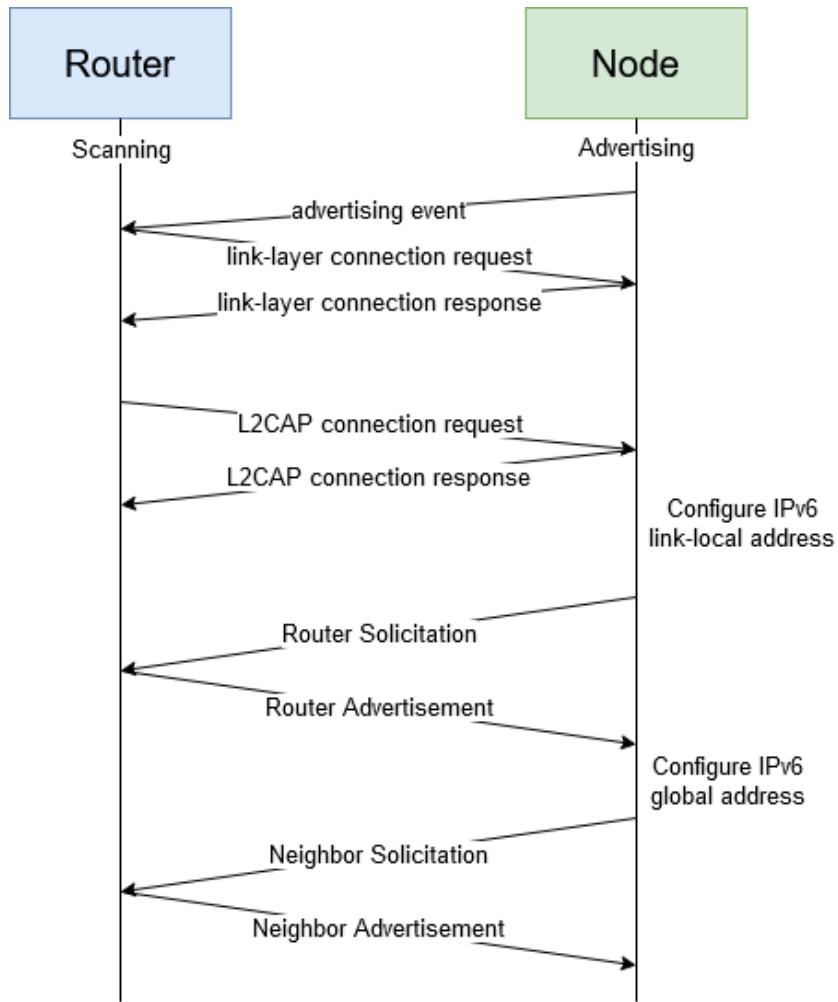 Router
Node
Scanning
Advertising
advertising event
link-layer connection request
link-layer connection response
L2CAP connection request
L2CAP connection response
Configure IPv6
link-local address
Router Solicitation
Router Advertisement
Configure IPv6
global address
Neighbor Solicitation
Neighbor Advertisement